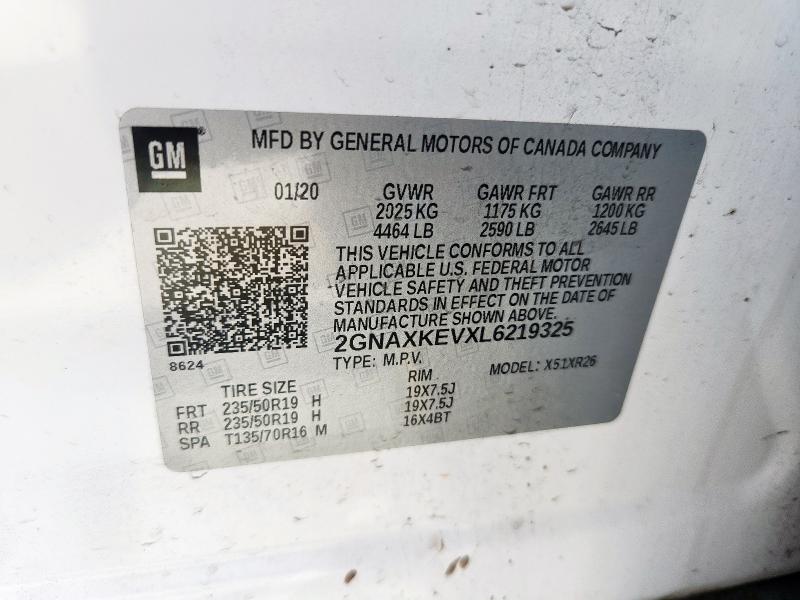 GM
MFD BY GENERAL MOTORS OF CANADA COMPANY
01/20 GVWR GAWR FRT GAWR RR
2025 KG 1175 KG 1200 KG
4464 LB 2590 LB 2645 LB
THIS VEHICLE CONFORMS TO ALL
APPLICABLE U.S. FEDERAL MOTOR
VEHICLE SAFETY AND THEFT PREVENTION
STANDARDS IN EFFECT ON THE DATE OF
MANUFACTURE SHOWN ABOVE.
2GNAXKEVXL6219325
8624
TYPE: M.P.V. MODEL: X51XR26
TIRE SIZE RIM
FRT 235/50R19 H 19X7.5J
RR 235/50R19 H 19X7.5J
SPA T135/70R16 M 16X4BT